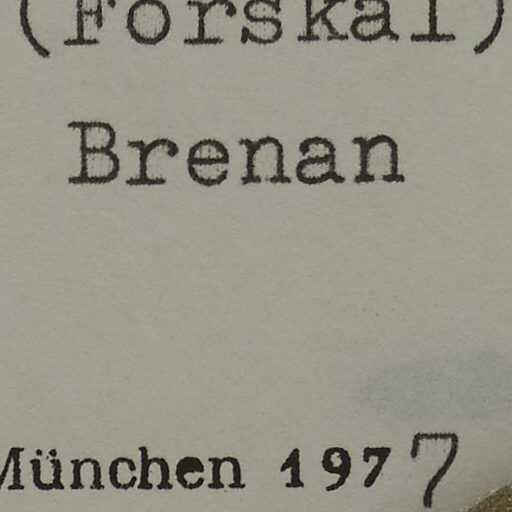 (Forskal)
Brenan
München 1977